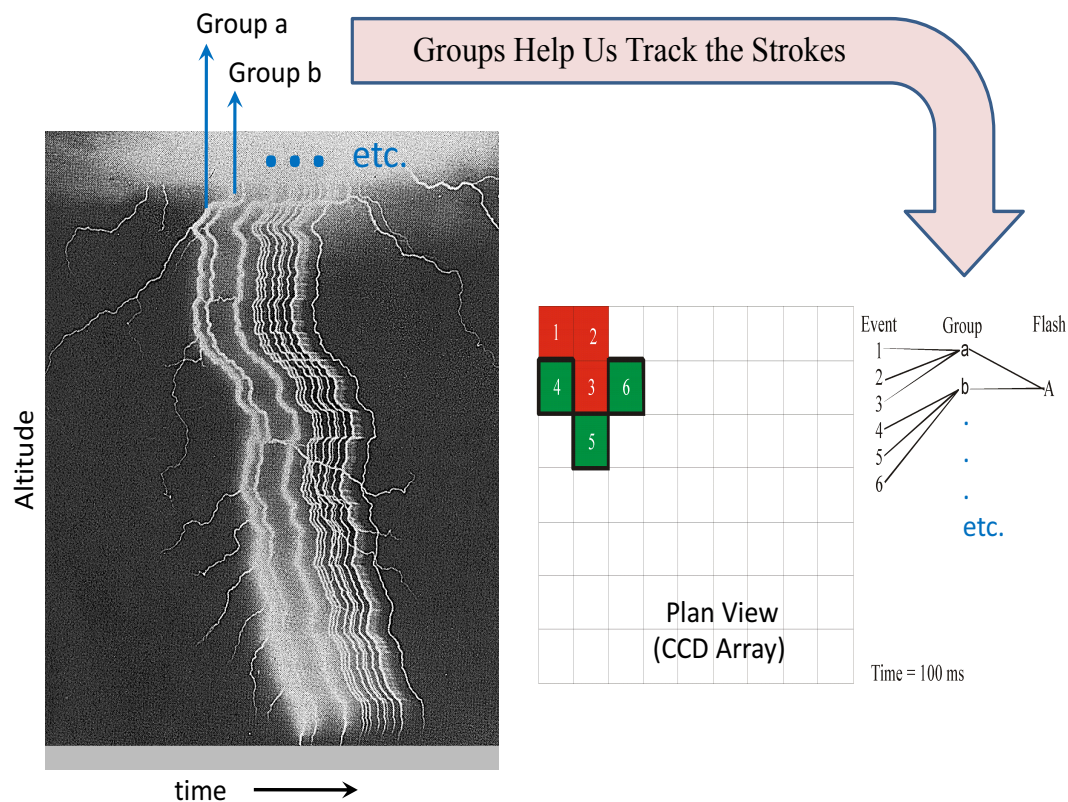 Group a
Group b
Groups Help Us Track the Strokes
etc.
Altitude
time
1 2
4 3 6
5
Plan View
(CCD Array)
Event Group Flash
1 a
2
b A
3
4 .
5 .
6 .
etc.
Time = 100 ms